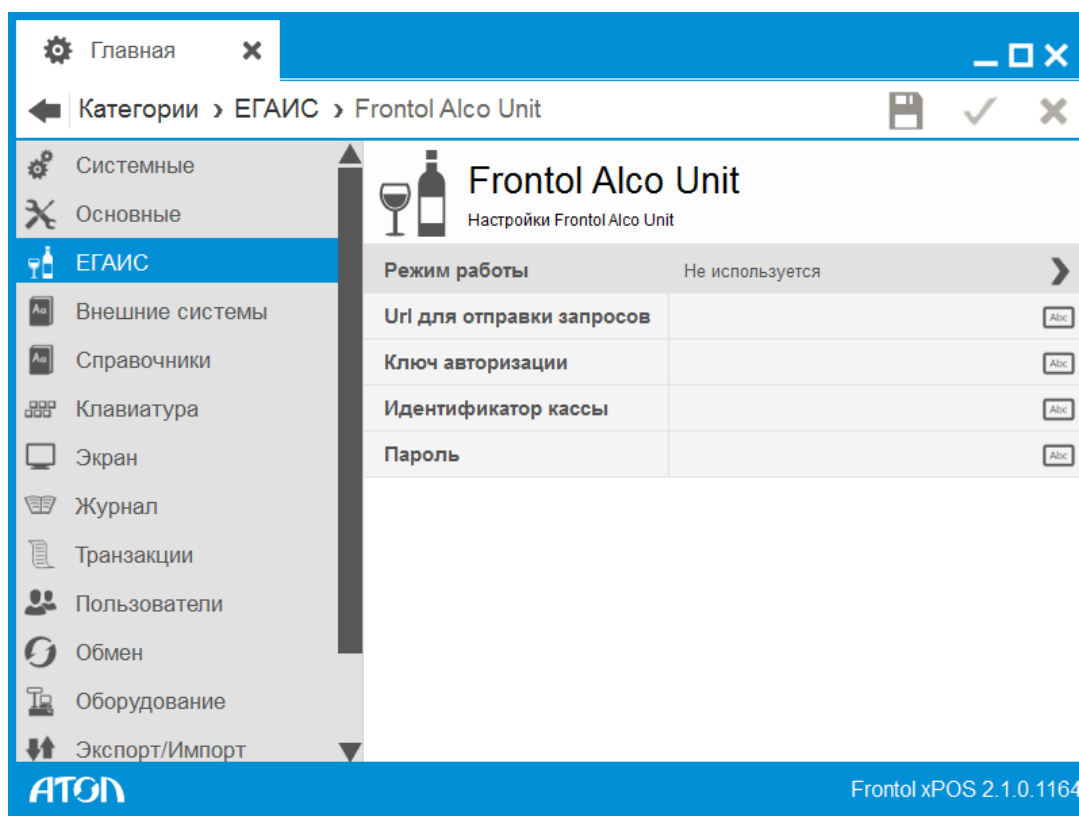 Главная
Категории › ЕГАИС › Frontol Alco Unit
Системные
Основные
ЕГАИС
Внешние системы
Справочники
Клавиатура
Экран
Журнал
Транзакции
Пользователи
Обмен
Оборудование
Экспорт/Импорт
Frontol Alco Unit
Настройки Frontol Alco Unit
Режим работы Не используется
Url для отправки запросов Abc
Ключ авторизации Abc
Идентификатор кассы Abc
Пароль Abc
АТОЛ Frontol xPOS 2.1.0.1164